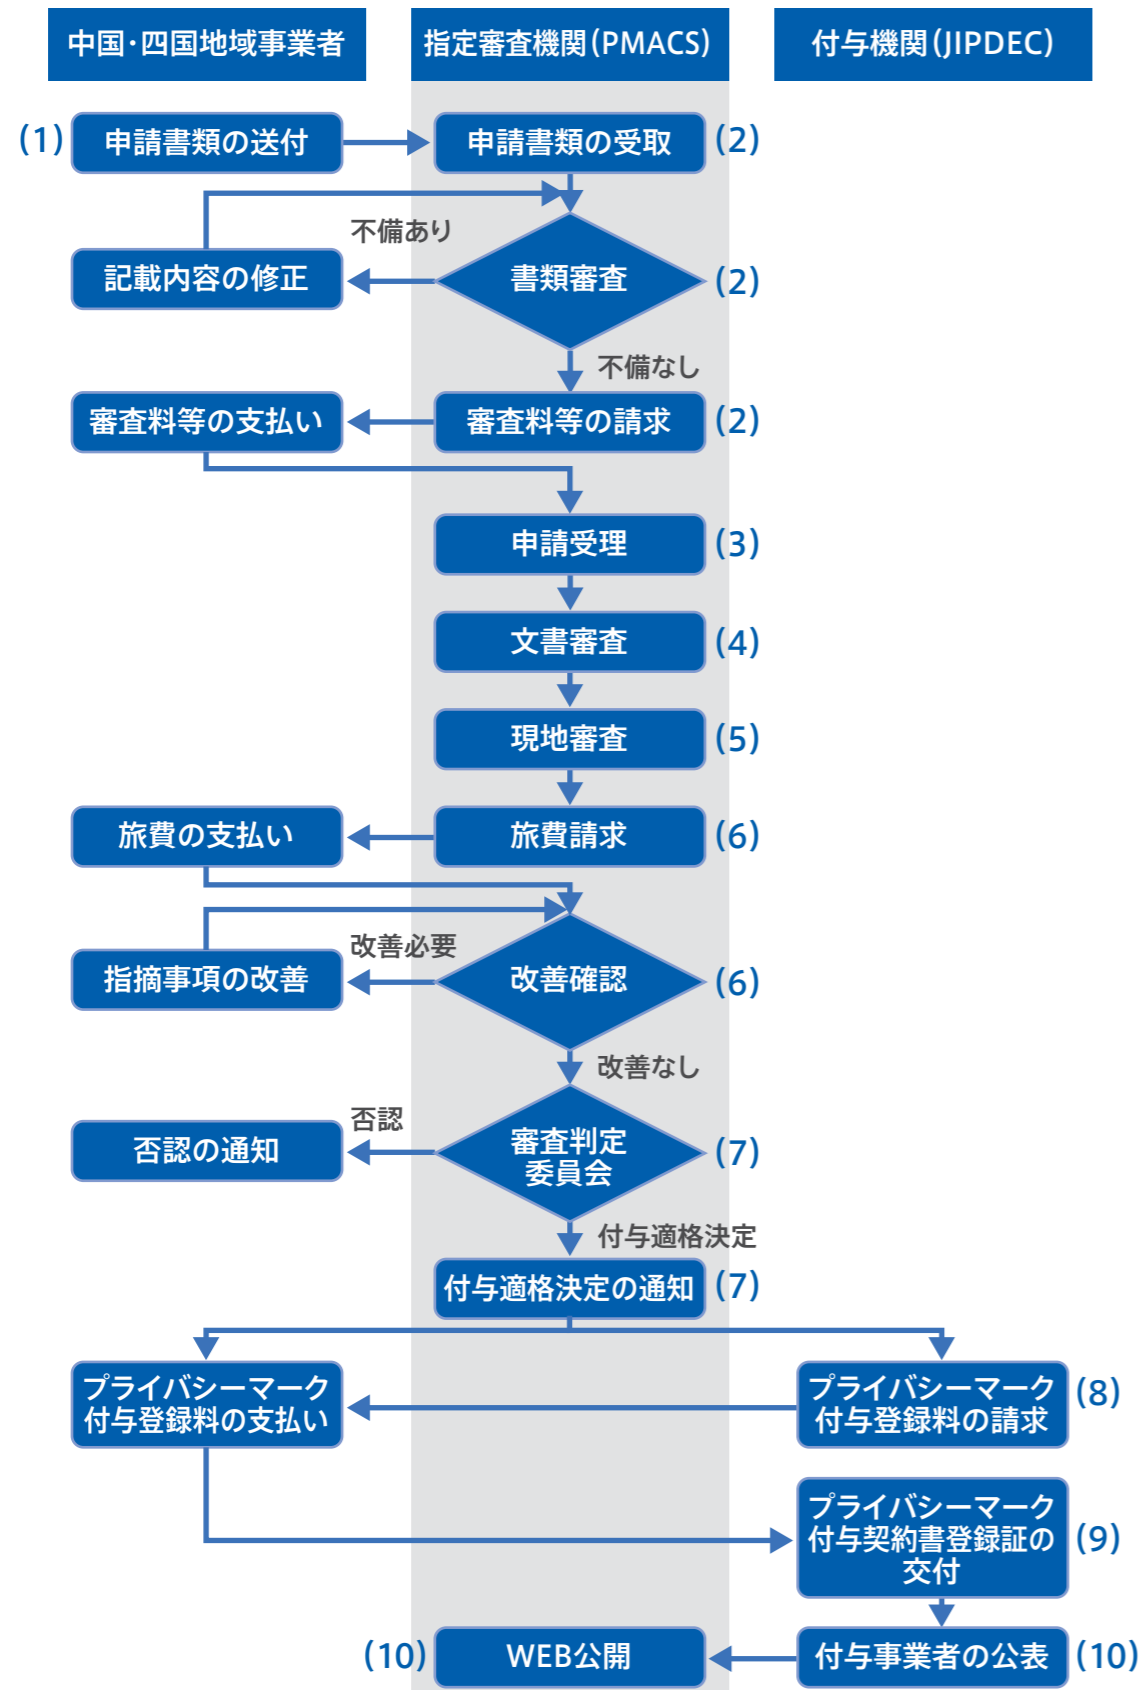 中国・四国地域事業者
指定審査機関(PMACS)
付与機関(JIPDEC)
(1)
申請書類の送付
申請書類の受取
(2)
不備あり
記載内容の修正
書類審査
(2)
不備なし
審査料等の支払い
審査料等の請求
(2)
申請受理
(3)
文書審査
(4)
現地審査
(5)
旅費の支払い
旅費請求
(6)
改善必要
指摘事項の改善
改善確認
(6)
改善なし
否認
否認の通知
審査判定
委員会
(7)
付与適格決定
付与適格決定の通知
(7)
プライバシーマーク
付与登録料の支払い
プライバシーマーク
付与登録料の請求
(8)
プライバシーマーク
付与契約書登録証の
交付
(9)
(10)
WEB公開
付与事業者の公表
(10)